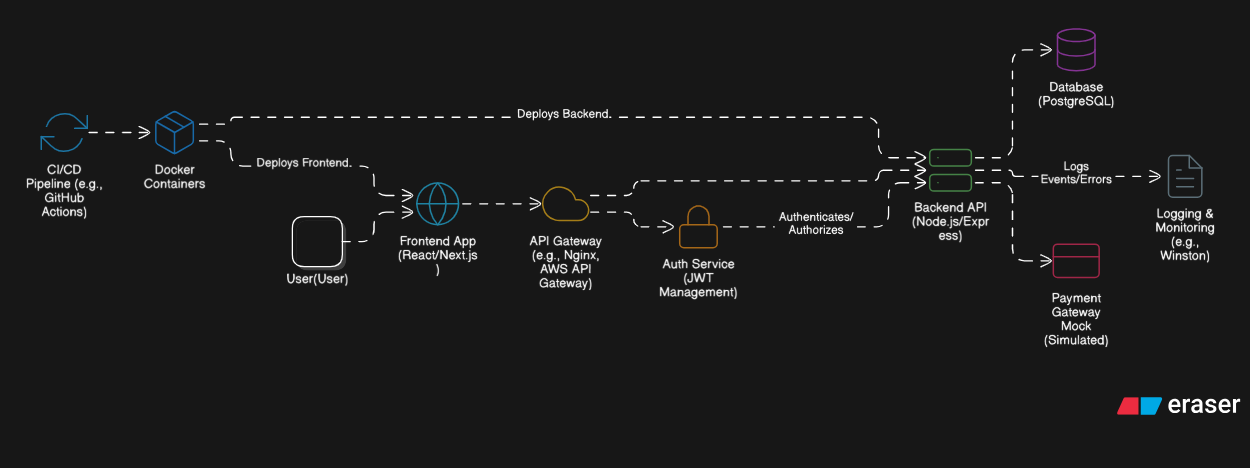 Database
(PostgreSQL)
Deploys Backend.
CI/CD
Pipeline (e.g.,
GitHub
Actions)
Docker
Containers
Deploys Frontend.
Logs
Events/Errors
User(User)
Frontend App
(React/Next.js
)
API Gateway
(e.g., Nginx,
AWS API
Gateway)
Auth Service
(JWT
Management)
Authenticates/
Authorizes
Backend API
(Node.js/Expr
ess)
Logging &
Monitoring
(e.g.,
Winston)
Payment
Gateway
Mock
(Simulated)
eraser